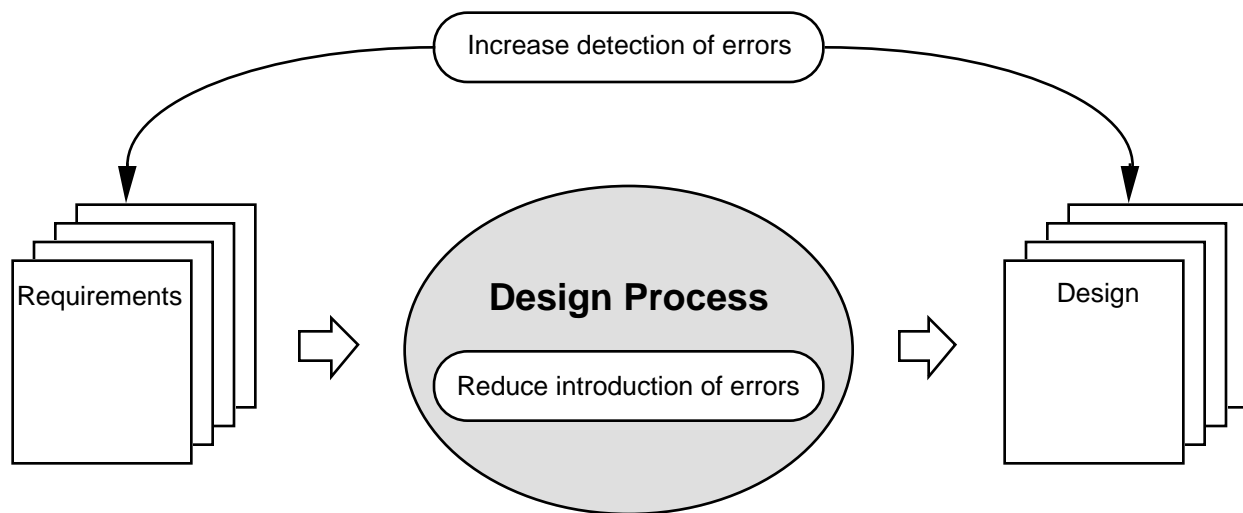 Increase detection of errors
Requirements
Design Process
Reduce introduction of errors
Design